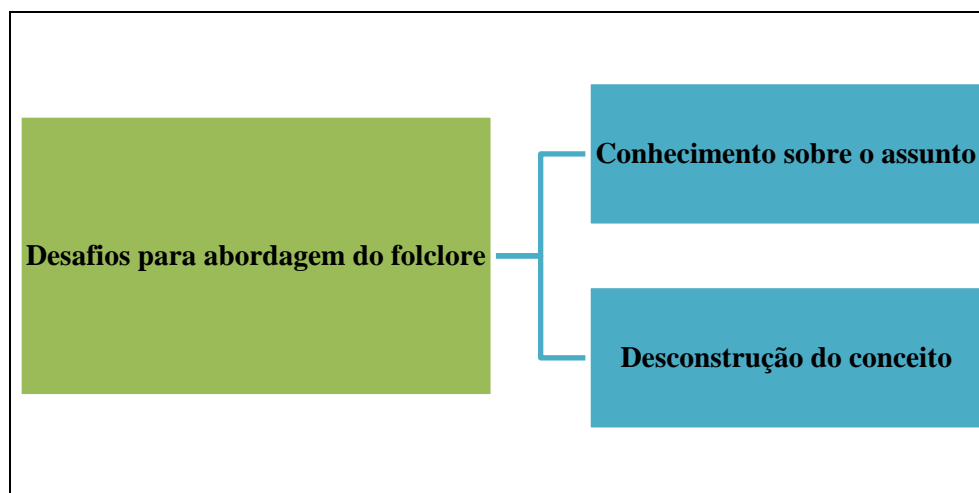 Desafios para abordagem do folclore
Conhecimento sobre o assunto
Desconstrução do conceito